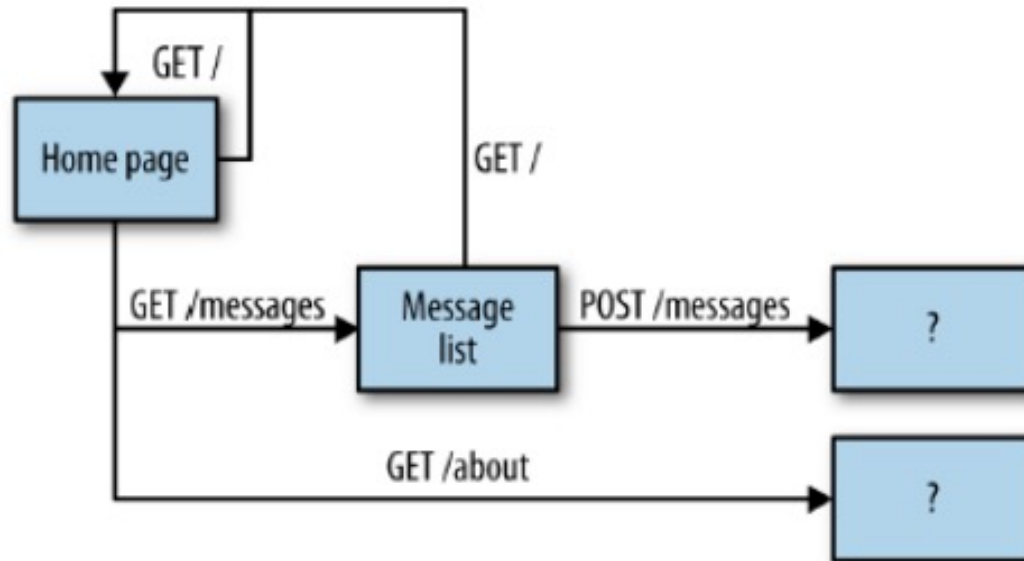 GET /
Home page
GET /
GET /messages
Message
list
POST /messages
?
GET /about
?